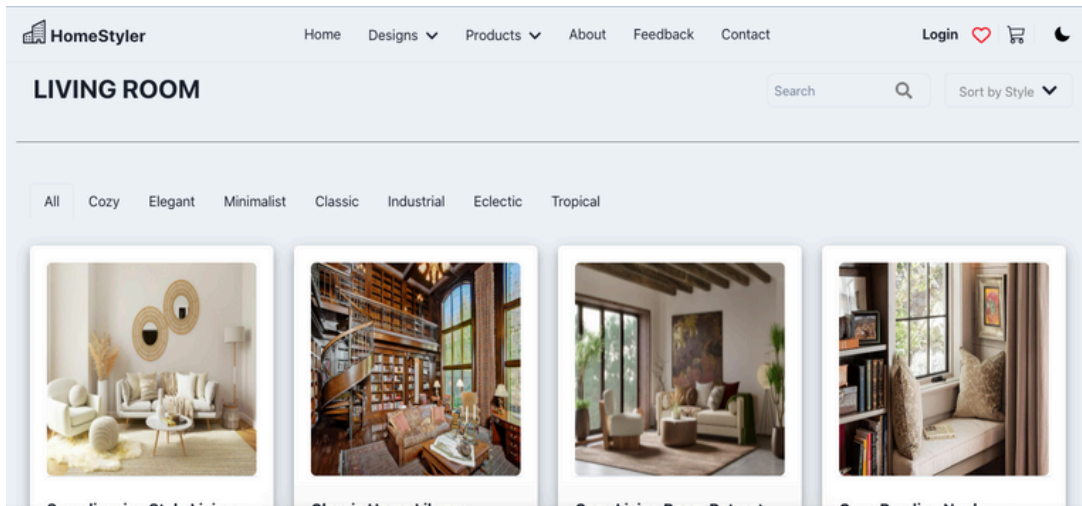 HomeStyler
Home Designs Products About Feedback Contact
Login
LIVING ROOM
Search
Sort by Style
All Cozy Elegant Minimalist Classic Industrial Eclectic Tropical